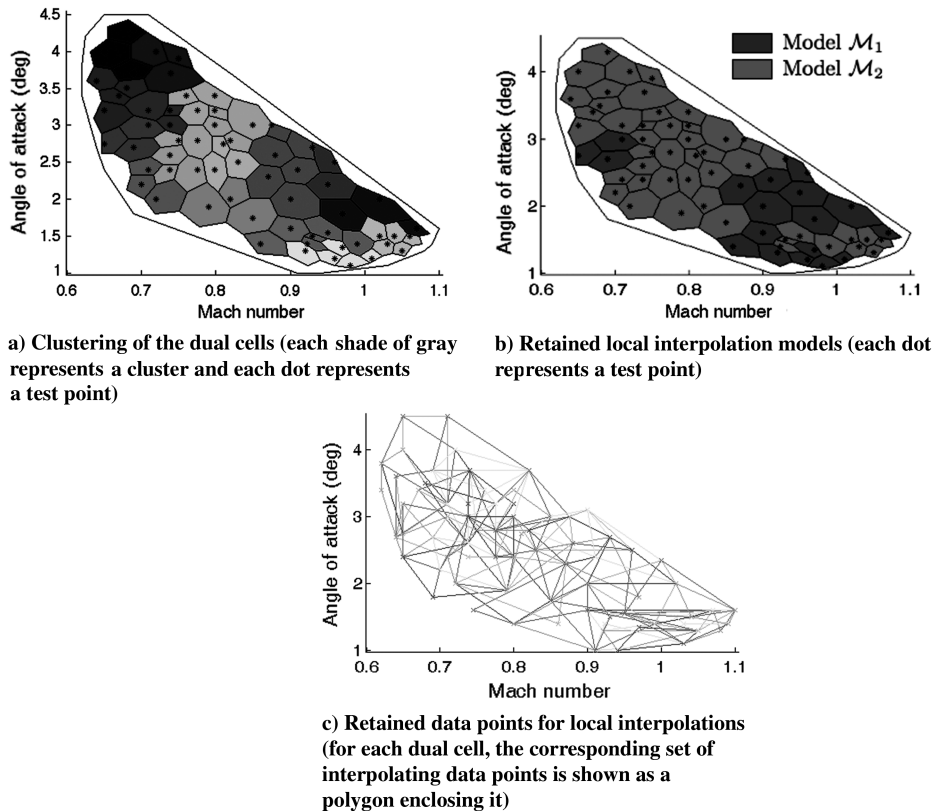 4.5
4
3.5
3
2.5
2
1.5
1
Angle of attack (deg)
0.6 0.7 0.8 0.9 1 1.1
Mach number
a) Clustering of the dual cells (each shade of gray
represents a cluster and each dot represents
a test point)
Model M₁
Model M₂
4
3
2
1
Angle of attack (deg)
0.6 0.7 0.8 0.9 1 1.1
Mach number
b) Retained local interpolation models (each dot
represents a test point)
4
3
2
1
Angle of attack (deg)
0.6 0.7 0.8 0.9 1 1.1
Mach number
c) Retained data points for local interpolations
(for each dual cell, the corresponding set of
interpolating data points is shown as a
polygon enclosing it)